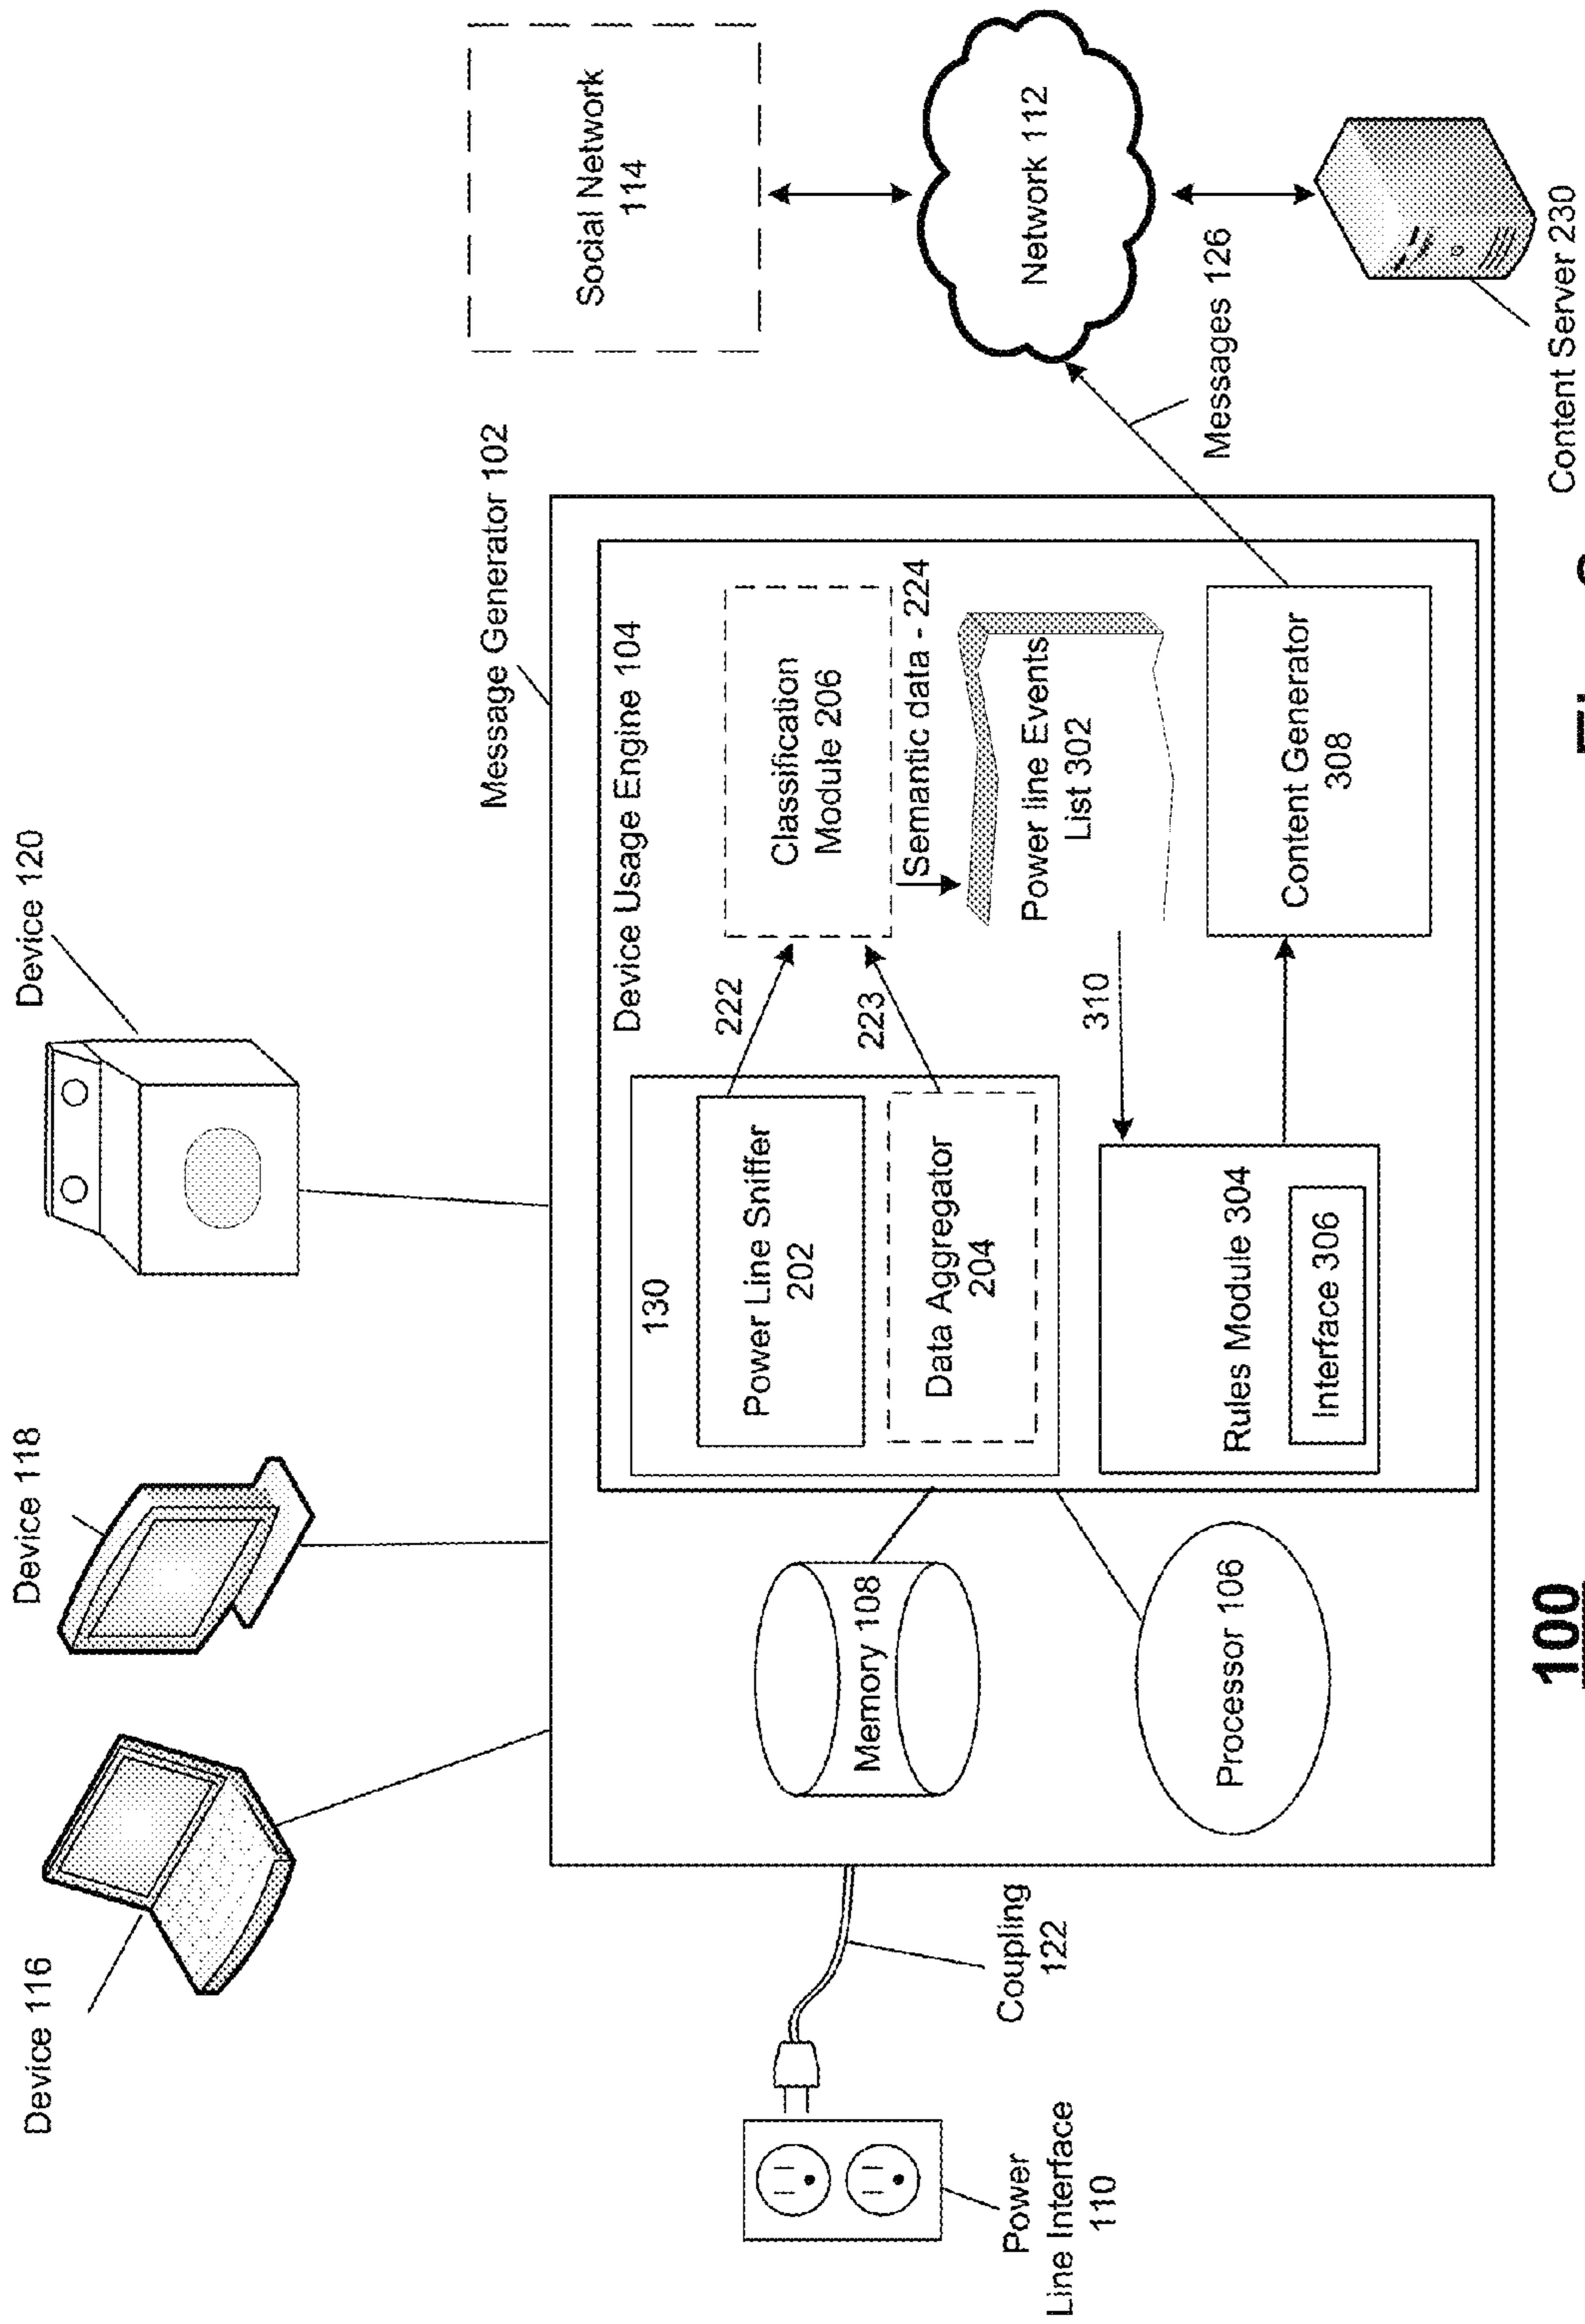 Device 116
Device 118
Device 120
Message Generator 102
Social Network
114
Network 112
Messages 126
Content Server 230
Device Usage Engine 104
130
Power Line Sniffer
202
Data Aggregator
204
222
223
Classification
Module 206
Semantic data - 224
Power line Events
List 302
310
Rules Module 304
Interface 306
Content Generator
308
Memory 108
Processor 106
Coupling
122
Power
Line Interface
110
100